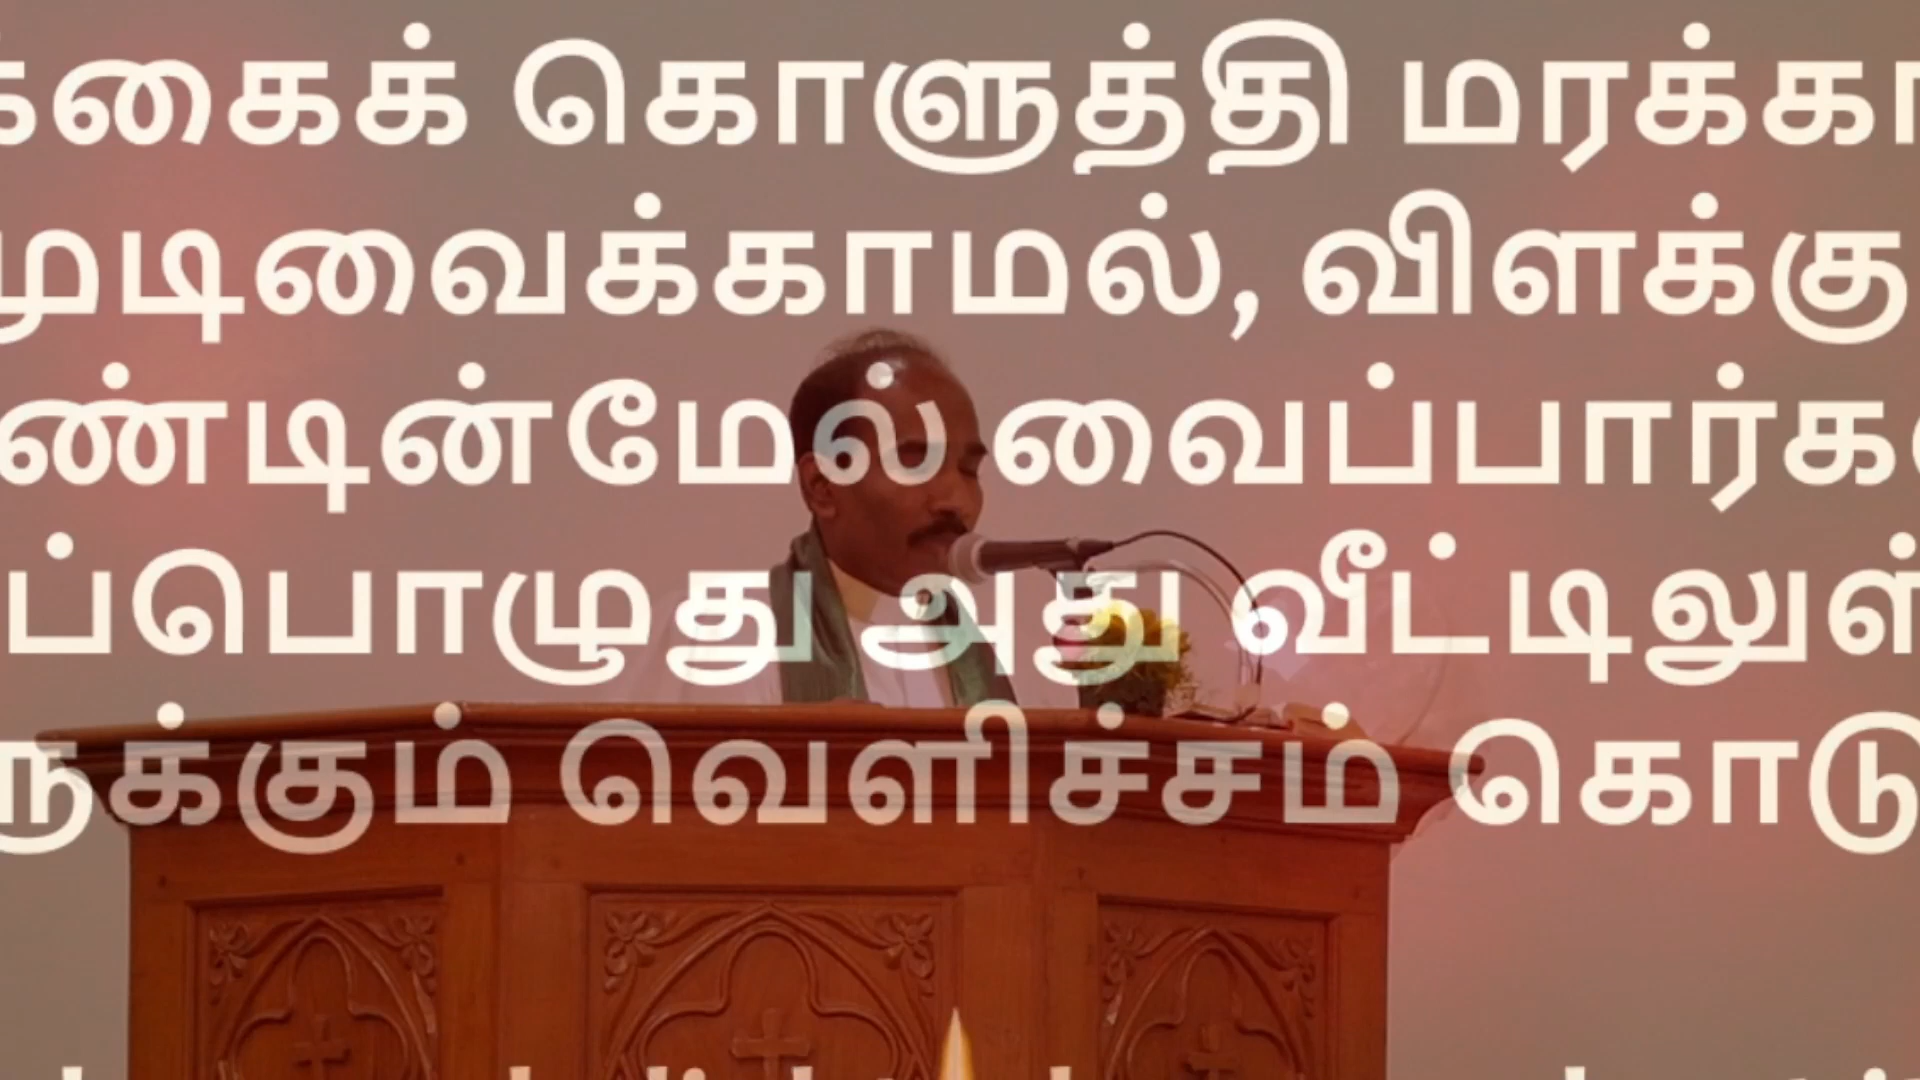 க்கைக் கொளுத்தி மரக்கா
மூடிவைக்காமல், விளக்கு
ண்டின்மேல் வைப்பார்க
ப்பொழுது அது வீட்டிலுள்
ருக்கும் வெளிச்சம் கொடு